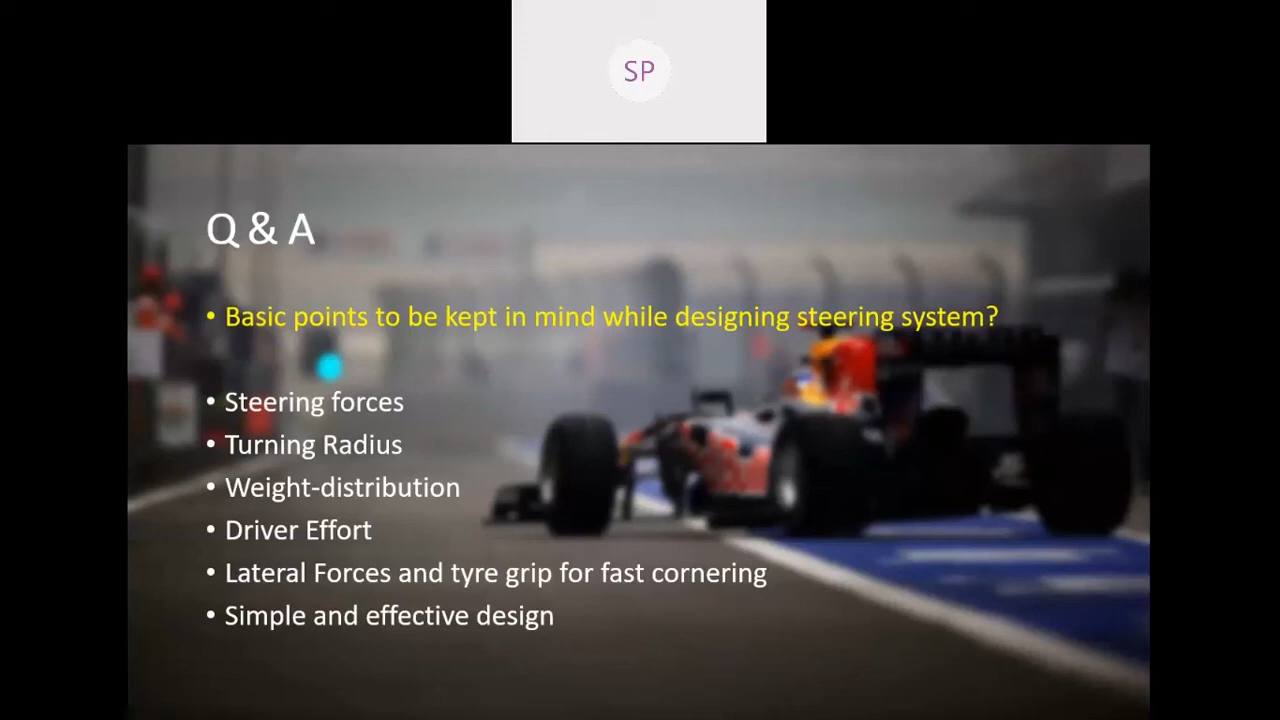 SP
Q & A
• Basic points to be kept in mind while designing steering system?
• Steering forces
• Turning Radius
• Weight-distribution
• Driver Effort
• Lateral Forces and tyre grip for fast cornering
• Simple and effective design